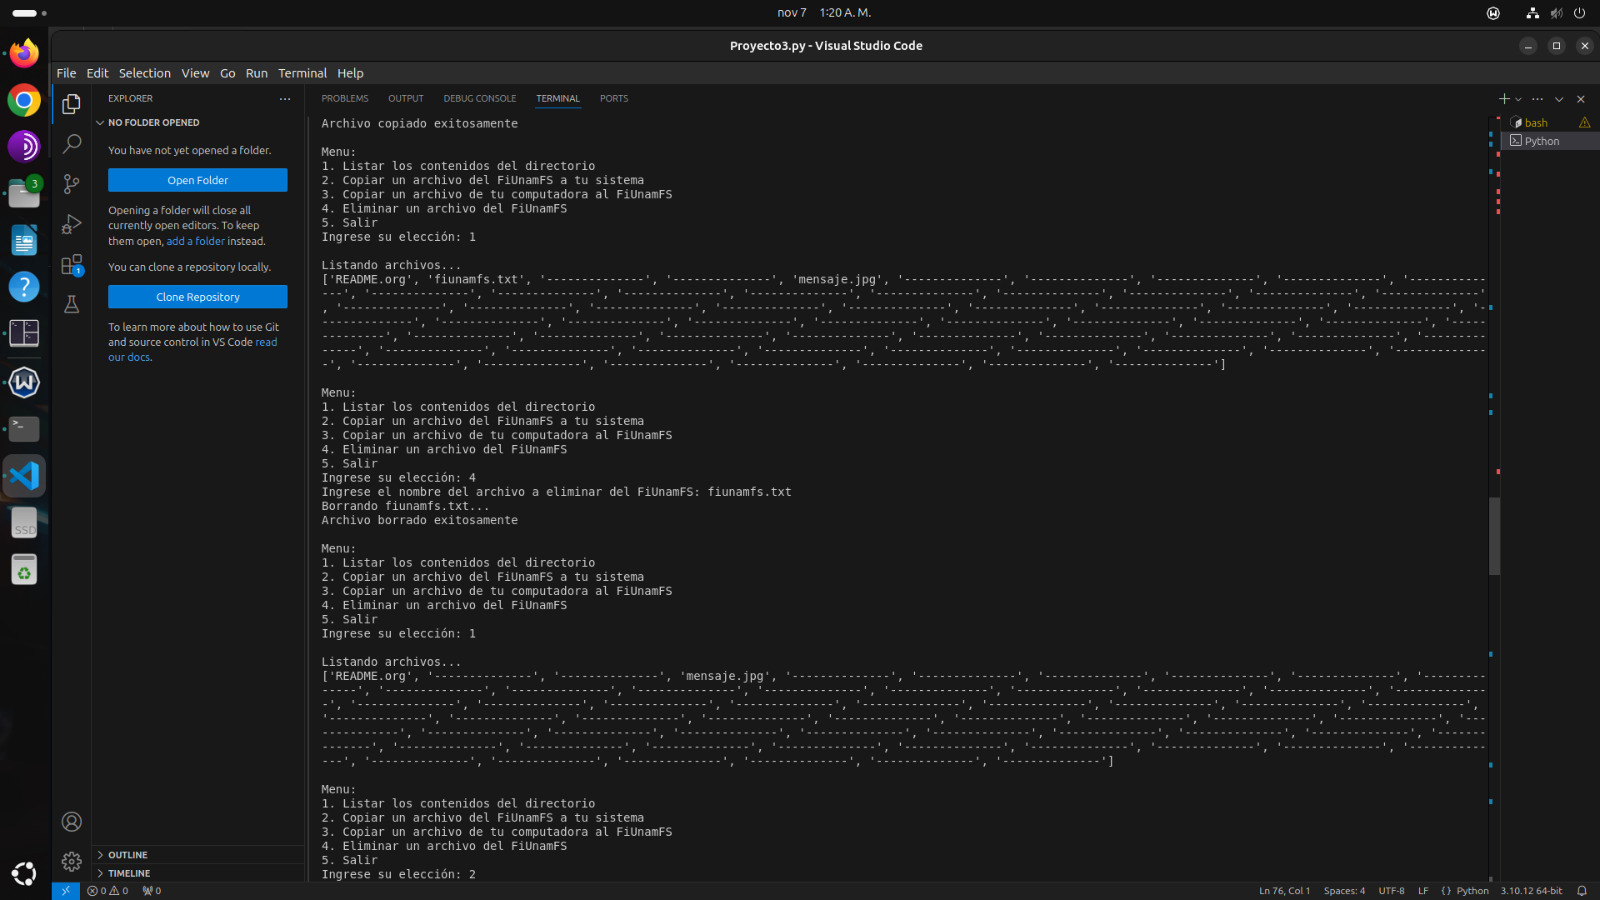 nov 7 1:20 A. M.
Proyecto3.py - Visual Studio Code
File Edit Selection View Go Run Terminal Help
EXPLORER
NO FOLDER OPENED
You have not yet opened a folder.
Open Folder
Opening a folder will close all
currently open editors. To keep
them open, add a folder instead.
You can clone a repository locally.
Clone Repository
To learn more about how to use Git
and source control in VS Code read
our docs.
OUTLINE
TIMELINE
3
1
SSD
PROBLEMS OUTPUT DEBUG CONSOLE TERMINAL PORTS
bash
Python
Archivo copiado exitosamente
Menu:
1. Listar los contenidos del directorio
2. Copiar un archivo del FiUnamFS a tu sistema
3. Copiar un archivo de tu computadora al FiUnamFS
4. Eliminar un archivo del FiUnamFS
5. Salir
Ingrese su elección: 1
Listando archivos...
['README.org', 'fiunamfs.txt', '--------------', '--------------', 'mensaje.jpg', '--------------', '--------------', '--------------', '--------------', '-----------
Menu:
1. Listar los contenidos del directorio
2. Copiar un archivo del FiUnamFS a tu sistema
3. Copiar un archivo de tu computadora al FiUnamFS
4. Eliminar un archivo del FiUnamFS
5. Salir
Ingrese su elección: 4
Ingrese el nombre del archivo a eliminar del FiUnamFS: fiunamfs.txt
Borrando fiunamfs.txt...
Archivo borrado exitosamente
Menu:
1. Listar los contenidos del directorio
2. Copiar un archivo del FiUnamFS a tu sistema
3. Copiar un archivo de tu computadora al FiUnamFS
4. Eliminar un archivo del FiUnamFS
5. Salir
Ingrese su elección: 1
Listando archivos...
['README.org', '--------------', '--------------', 'mensaje.jpg', '--------------', '--------------', '--------------', '--------------', '--------------', '---------
Menu:
1. Listar los contenidos del directorio
2. Copiar un archivo del FiUnamFS a tu sistema
3. Copiar un archivo de tu computadora al FiUnamFS
4. Eliminar un archivo del FiUnamFS
5. Salir
Ingrese su elección: 2
0 0 0
Ln 76, Col 1 Spaces: 4 UTF-8 LF {} Python 3.10.12 64-bit